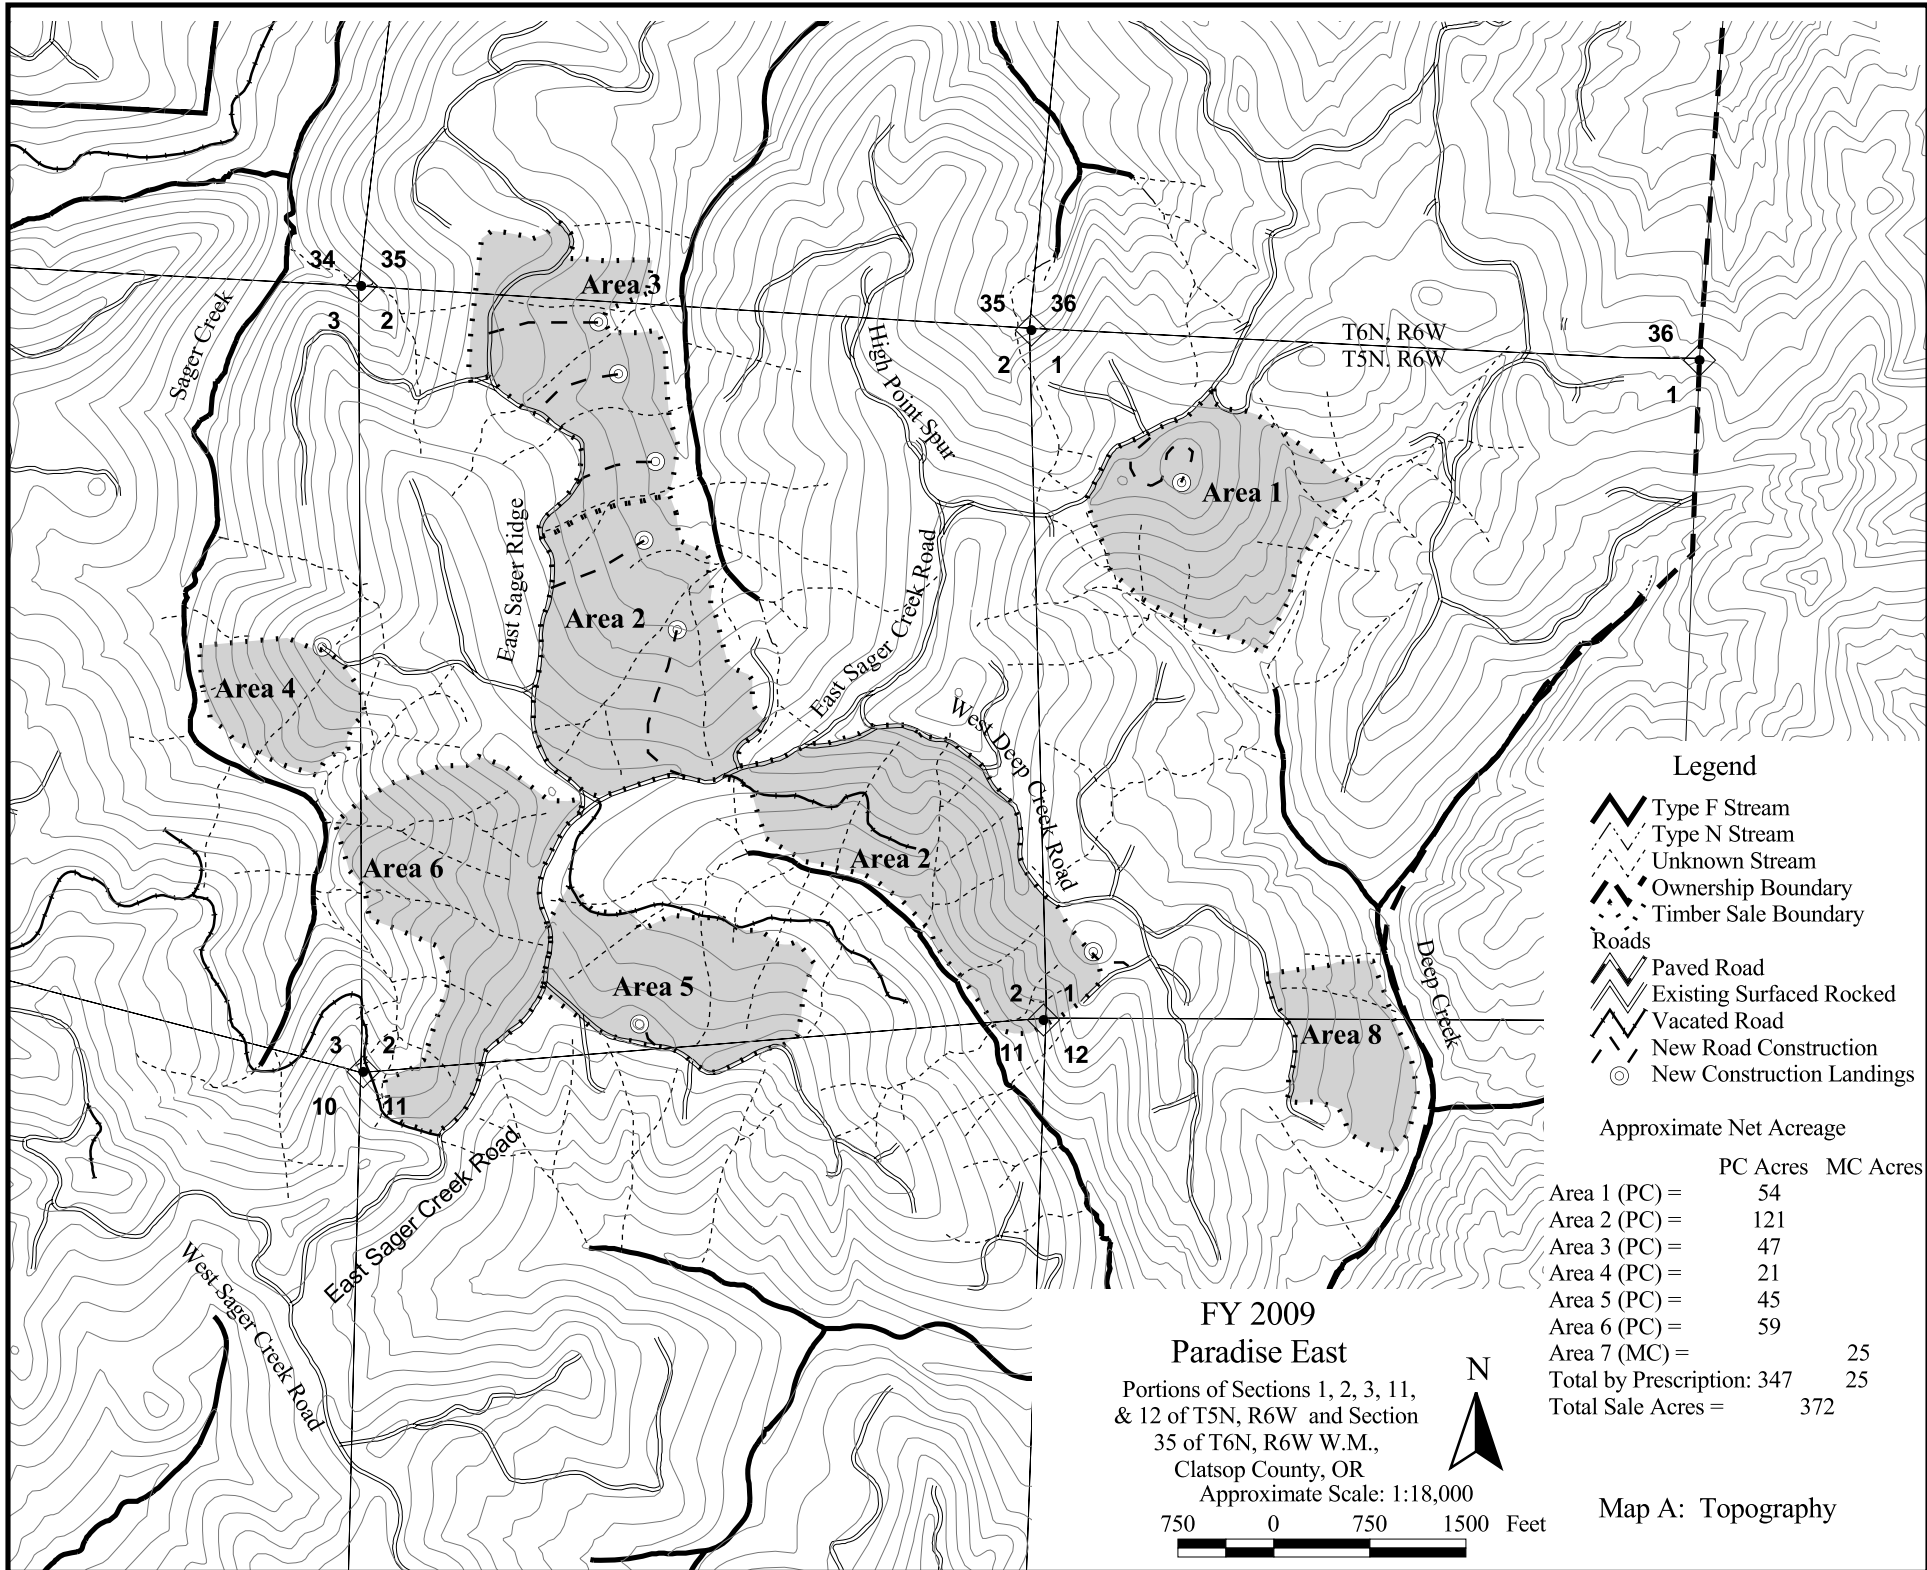 34
35
Area 3
35
36
3
2
Sager Creek
T6N, R6W
T5N, R6W
36
2
1
1
High Point Spur
Area 1
East Sager Ridge
East Sager Creek Road
Area 2
Area 4
West Deep Creek Road
Area 2
Area 6
Deep Creek
Area 5
2
1
11
12
Area 8
3
2
10
11
East Sager Creek Road
West Sager Creek Road
Legend
Type F Stream
Type N Stream
Unknown Stream
Ownership Boundary
Timber Sale Boundary
Roads
Paved Road
Existing Surfaced Rocked
Vacated Road
New Road Construction
New Construction Landings
Approximate Net Acreage
PC Acres MC Acres
Area 1 (PC) = 54
Area 2 (PC) = 121
Area 3 (PC) = 47
Area 4 (PC) = 21
Area 5 (PC) = 45
Area 6 (PC) = 59
Area 7 (MC) = 25
Total by Prescription: 347 25
Total Sale Acres = 372
FY 2009
Paradise East
Portions of Sections 1, 2, 3, 11,
& 12 of T5N, R6W and Section
35 of T6N, R6W W.M.,
Clatsop County, OR
Approximate Scale: 1:18,000
N
750 0 750 1500 Feet
Map A: Topography